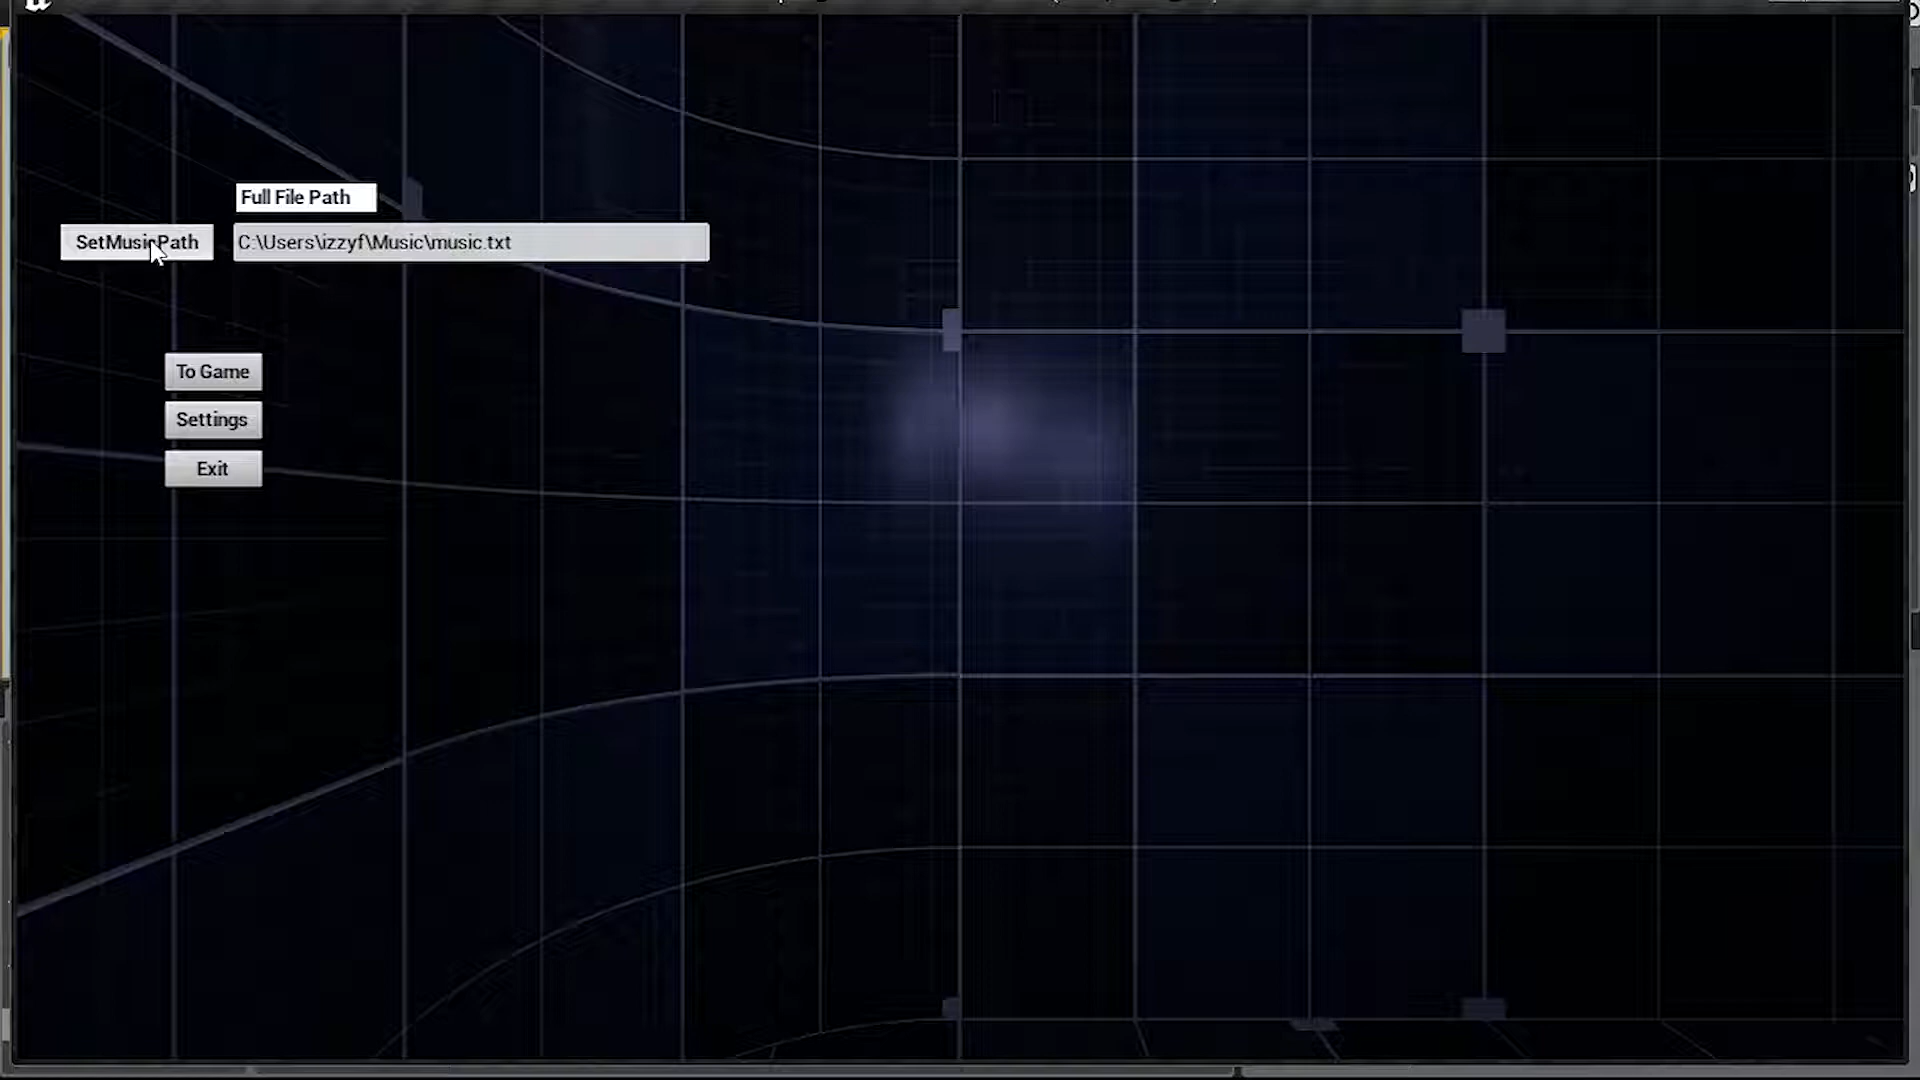 Full File Path
SetMusicPath
C:\Users\izzyf\Music\music.txt
To Game
Settings
Exit